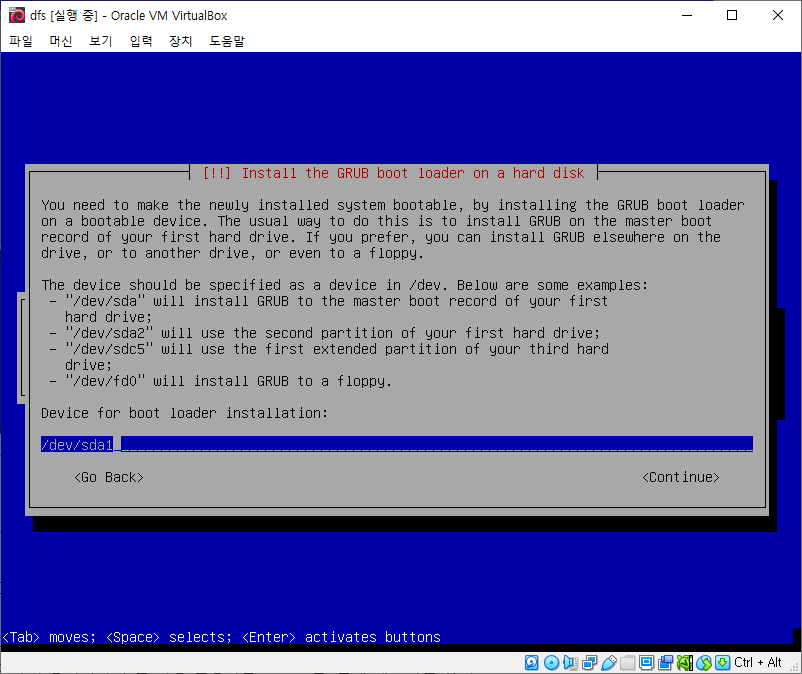 dfs [실행 중] - Oracle VM VirtualBox
파일 머신 보기 입력 장치 도움말
[!!] Install the GRUB boot loader on a hard disk
You need to make the newly installed system bootable, by installing the GRUB boot loader
on a bootable device. The usual way to do this is to install GRUB on the master boot
record of your first hard drive. If you prefer, you can install GRUB elsewhere on the
drive, or to another drive, or even to a floppy.
The device should be specified as a device in /dev. Below are some examples:
- "/dev/sda" will install GRUB to the master boot record of your first
hard drive;
- "/dev/sda2" will use the second partition of your first hard drive;
- "/dev/sdc5" will use the first extended partition of your third hard
drive;
- "/dev/fd0" will install GRUB to a floppy.
Device for boot loader installation:
/dev/sda1
<Go Back> <Continue>
<Tab> moves; <Space> selects; <Enter> activates buttons
Ctrl + Alt